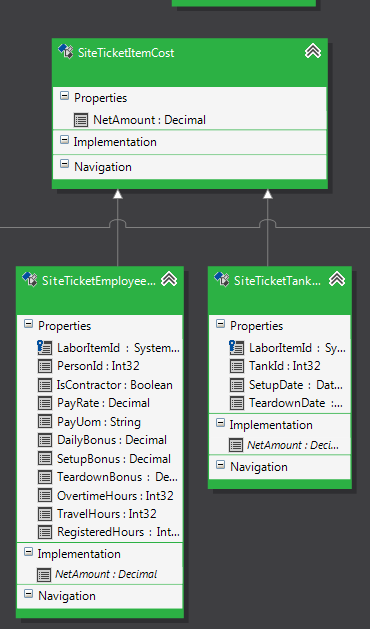 SiteTicketItemCost
Properties
NetAmount : Decimal
Implementation
Navigation
SiteTicketEmployee...
Properties
LaborItemId : System...
PersonId : Int32
IsContractor : Boolean
PayRate : Decimal
PayUom : String
DailyBonus : Decimal
SetupBonus : Decimal
TeardownBonus : De...
OvertimeHours : Int32
TravelHours : Int32
RegisteredHours : Int...
Implementation
NetAmount : Decimal
Navigation
SiteTicketTank...
Properties
LaborItemId : Sy...
TankId : Int32
SetupDate : Dat...
TeardownDate :...
Implementation
NetAmount : Deci...
Navigation